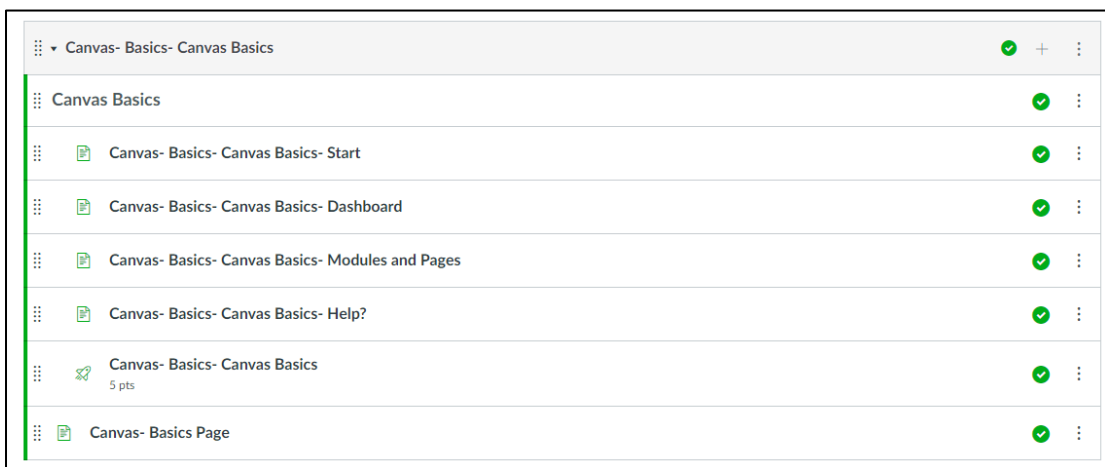 Canvas- Basics- Canvas Basics
Canvas Basics
Canvas- Basics- Canvas Basics- Start
Canvas- Basics- Canvas Basics- Dashboard
Canvas- Basics- Canvas Basics- Modules and Pages
Canvas- Basics- Canvas Basics- Help?
Canvas- Basics- Canvas Basics
5 pts
Canvas- Basics Page